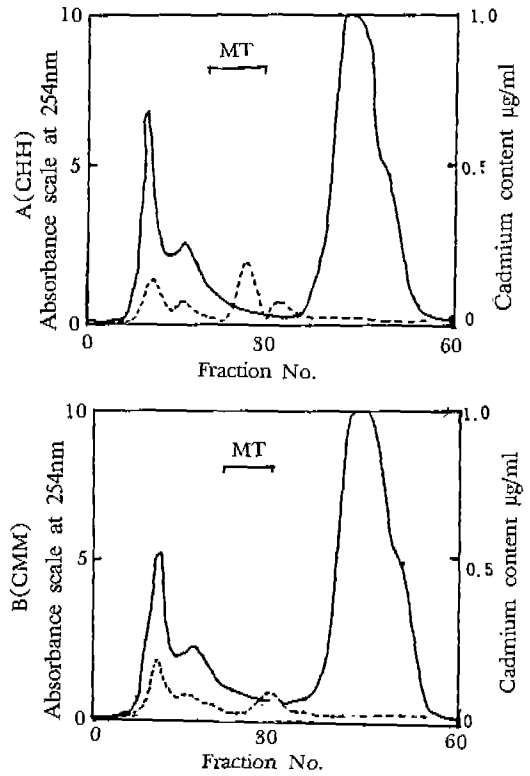 A(CHH)
Absorbance scale at 254nm
10
5
0
MT
1.0
0.5
0
Cadmium content μg/ml
0
30
60
Fraction No.
B(CMM)
Absorbance scale at 254nm
10
5
0
MT
1.0
0.5
0
Cadmium content μg/ml
0
30
60
Fraction No.